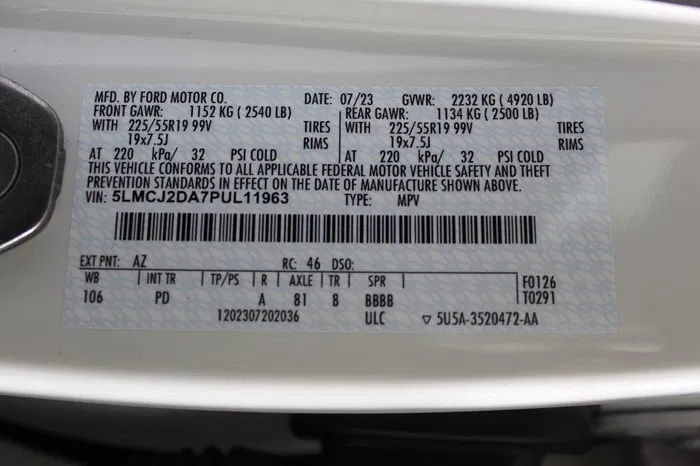 MFD. BY FORD MOTOR CO. DATE: 07/23 GVWR: 2232 KG ( 4920 LB)
FRONT GAWR: 1152 KG ( 2540 LB) REAR GAWR: 1134 KG ( 2500 LB)
WITH 225/55R19 99V TIRES WITH 225/55R19 99V TIRES
19x7.5J RIMS 19x7.5J RIMS
AT 220 kPa/ 32 PSI COLD AT 220 kPa/ 32 PSI COLD
THIS VEHICLE CONFORMS TO ALL APPLICABLE FEDERAL MOTOR VEHICLE SAFETY AND THEFT
PREVENTION STANDARDS IN EFFECT ON THE DATE OF MANUFACTURE SHOWN ABOVE.
VIN: 5LMCJ2DA7PUL11963 TYPE: MPV
EXT PNT: AZ RC: 46 DSO:
WB INT TR TP/PS R AXLE TR SPR F0126
106 PD A 81 8 BBBB T0291
1202307202036 ULC ▽ 5U5A-3520472-AA